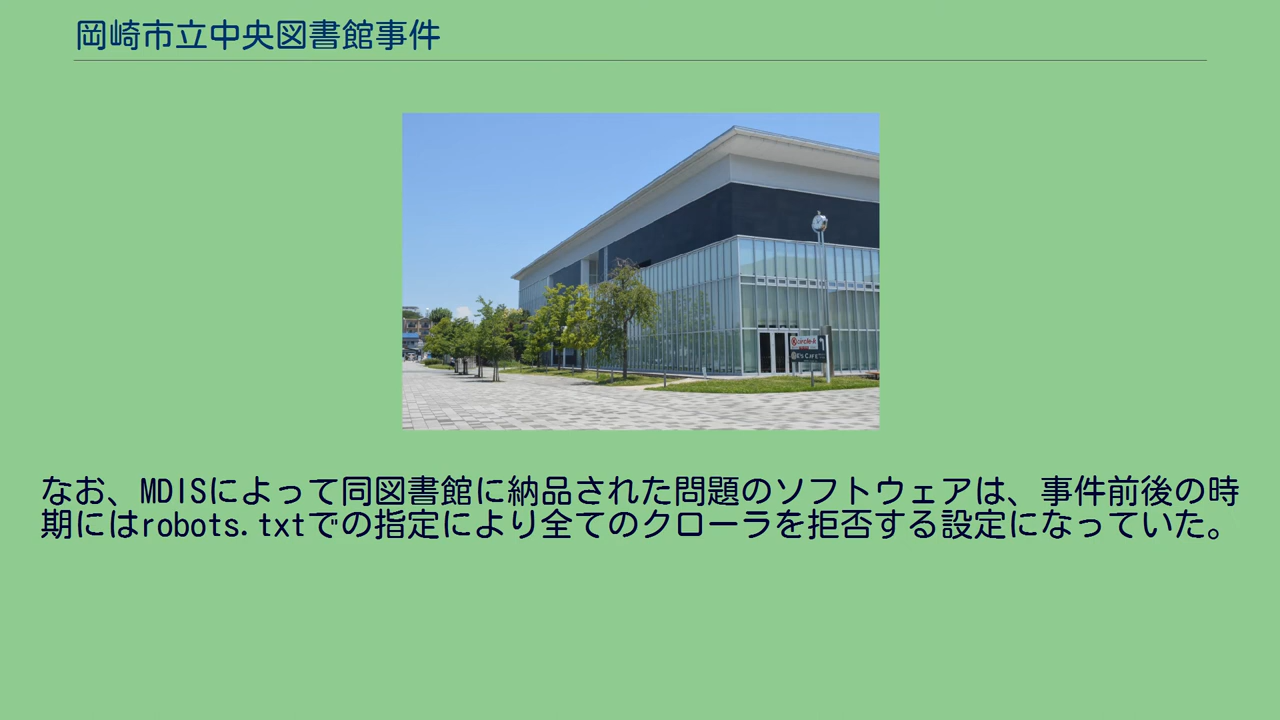 岡崎市立中央図書館事件
circle-k
なお、MDISによって同図書館に納品された問題のソフトウェアは、事件前後の時
期にはrobots.txtでの指定により全てのクローラを拒否する設定になっていた。